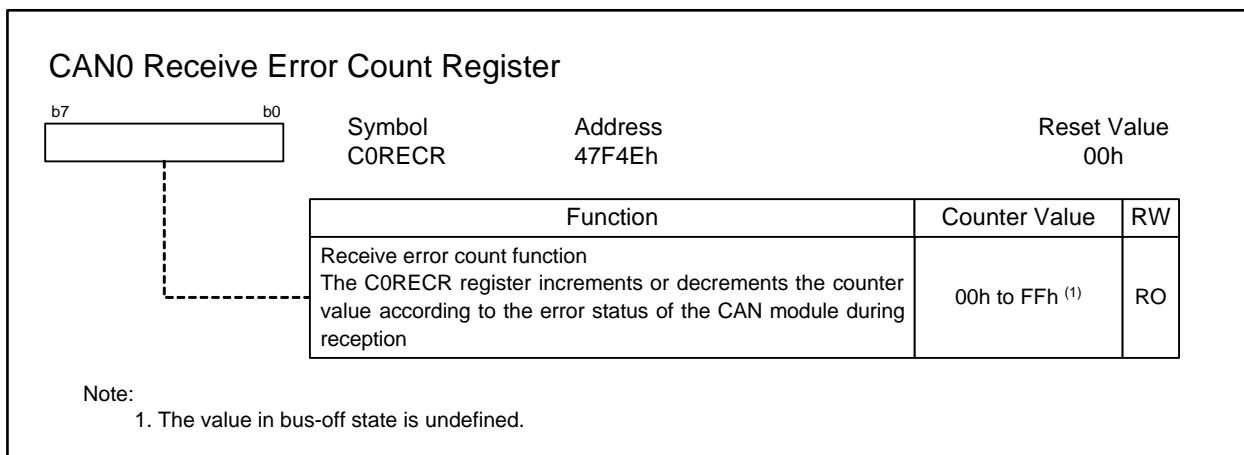 CAN0 Receive Error Count Register
b7 b0
Symbol Address Reset Value
C0RECR 47F4Eh 00h
Function Counter Value RW
Receive error count function
The C0RECR register increments or decrements the counter
value according to the error status of the CAN module during
reception
00h to FFh (1) RO
Note:
1. The value in bus-off state is undefined.